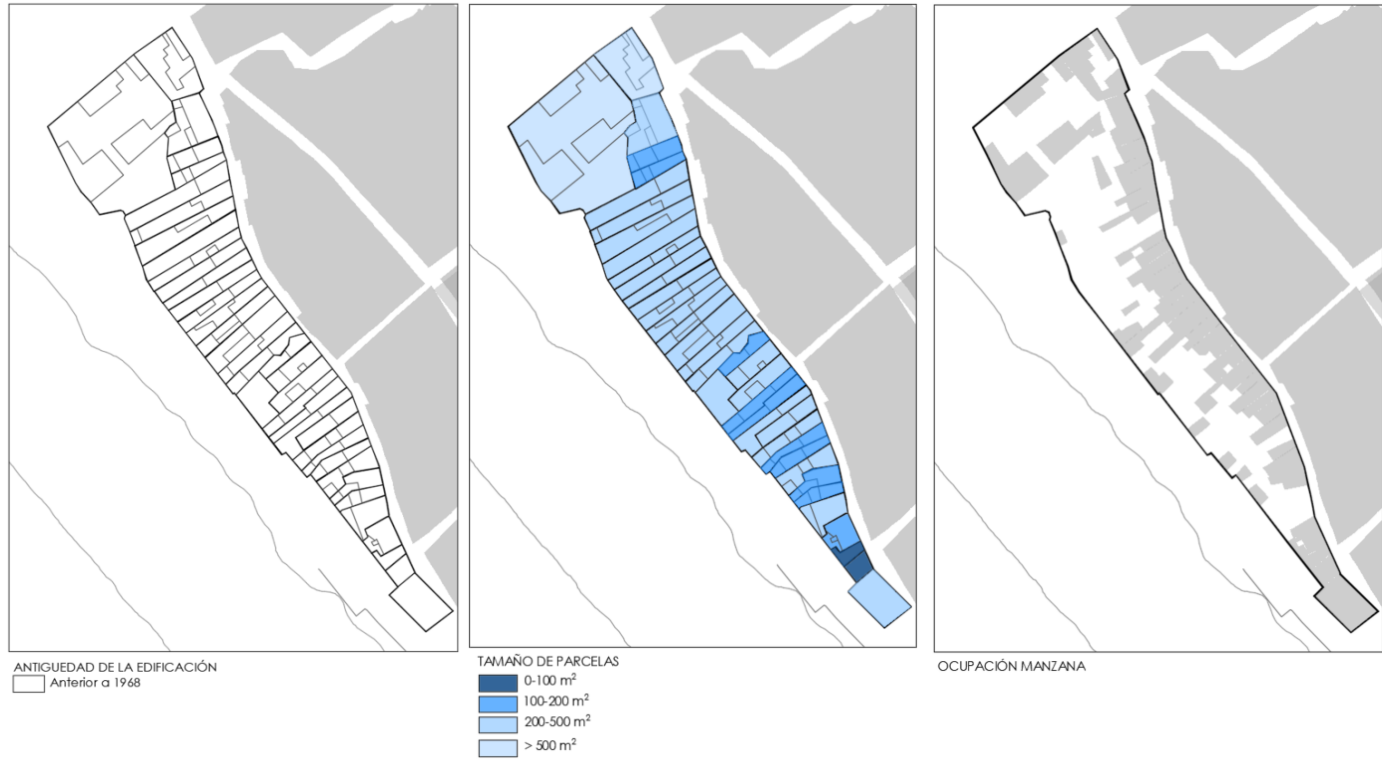 ANTIGUEDAD DE LA EDIFICACIÓN
Anterior a 1968
TAMAÑO DE PARCELAS
0-100 m²
100-200 m²
200-500 m²
> 500 m²
OCUPACIÓN MANZANA